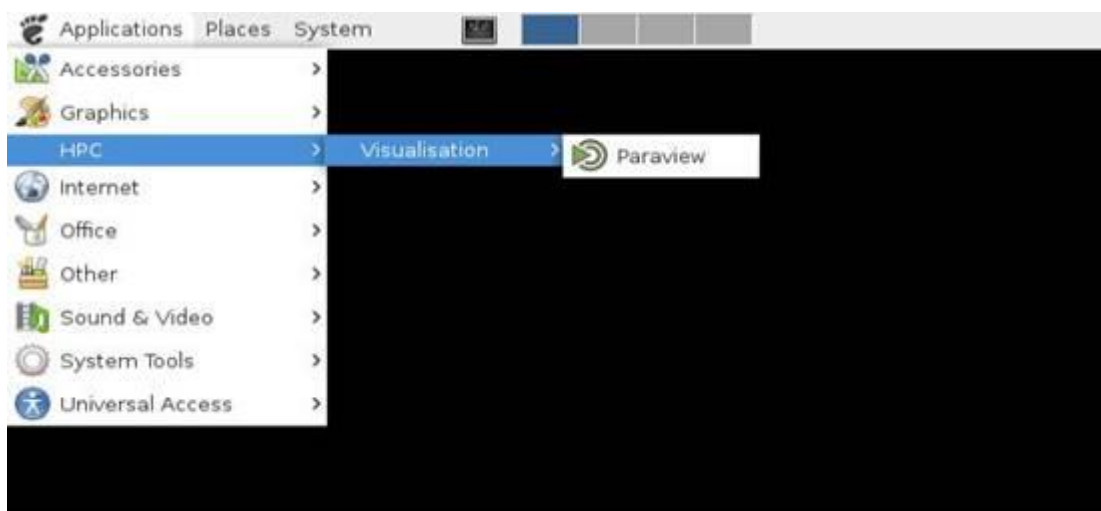 Applications Places System
Accessories
Graphics
HPC Visualisation Paraview
Internet
Office
Other
Sound & Video
System Tools
Universal Access